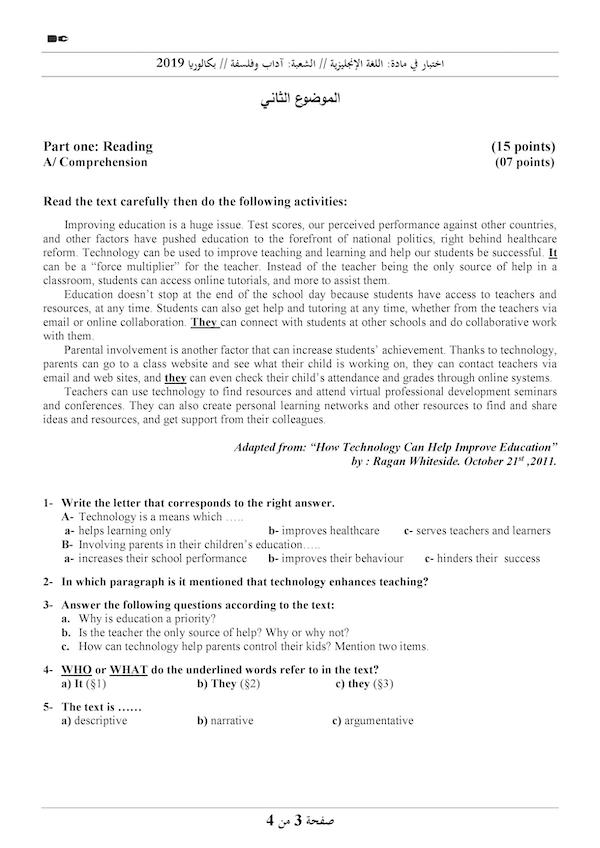 اختبار في مادة: اللغة الإنجليزية // الشعبة: آداب وفلسفة // بكالوريا 2019
الموضوع الثاني
Part one: Reading (15 points)
A/ Comprehension (07 points)
Read the text carefully then do the following activities:
Improving education is a huge issue. Test scores, our perceived performance against other countries,
and other factors have pushed education to the forefront of national politics, right behind healthcare
reform. Technology can be used to improve teaching and learning and help our students be successful. It
can be a “force multiplier” for the teacher. Instead of the teacher being the only source of help in a
classroom, students can access online tutorials, and more to assist them.
Education doesn’t stop at the end of the school day because students have access to teachers and
resources, at any time. Students can also get help and tutoring at any time, whether from the teachers via
email or online collaboration. They can connect with students at other schools and do collaborative work
with them.
Parental involvement is another factor that can increase students’ achievement. Thanks to technology,
parents can go to a class website and see what their child is working on, they can contact teachers via
email and web sites, and they can even check their child’s attendance and grades through online systems.
Teachers can use technology to find resources and attend virtual professional development seminars
and conferences. They can also create personal learning networks and other resources to find and share
ideas and resources, and get support from their colleagues.
Adapted from: “How Technology Can Help Improve Education”
by : Ragan Whiteside. October 21st ,2011.
1- Write the letter that corresponds to the right answer.
A- Technology is a means which …..
a- helps learning only b- improves healthcare c- serves teachers and learners
B- Involving parents in their children’s education…..
a- increases their school performance b- improves their behaviour c- hinders their success
2- In which paragraph is it mentioned that technology enhances teaching?
3- Answer the following questions according to the text:
a. Why is education a priority?
b. Is the teacher the only source of help? Why or why not?
c. How can technology help parents control their kids? Mention two items.
4- WHO or WHAT do the underlined words refer to in the text?
a) It (§1) b) They (§2) c) they (§3)
5- The text is ……
a) descriptive b) narrative c) argumentative
صفحة 3 من 4